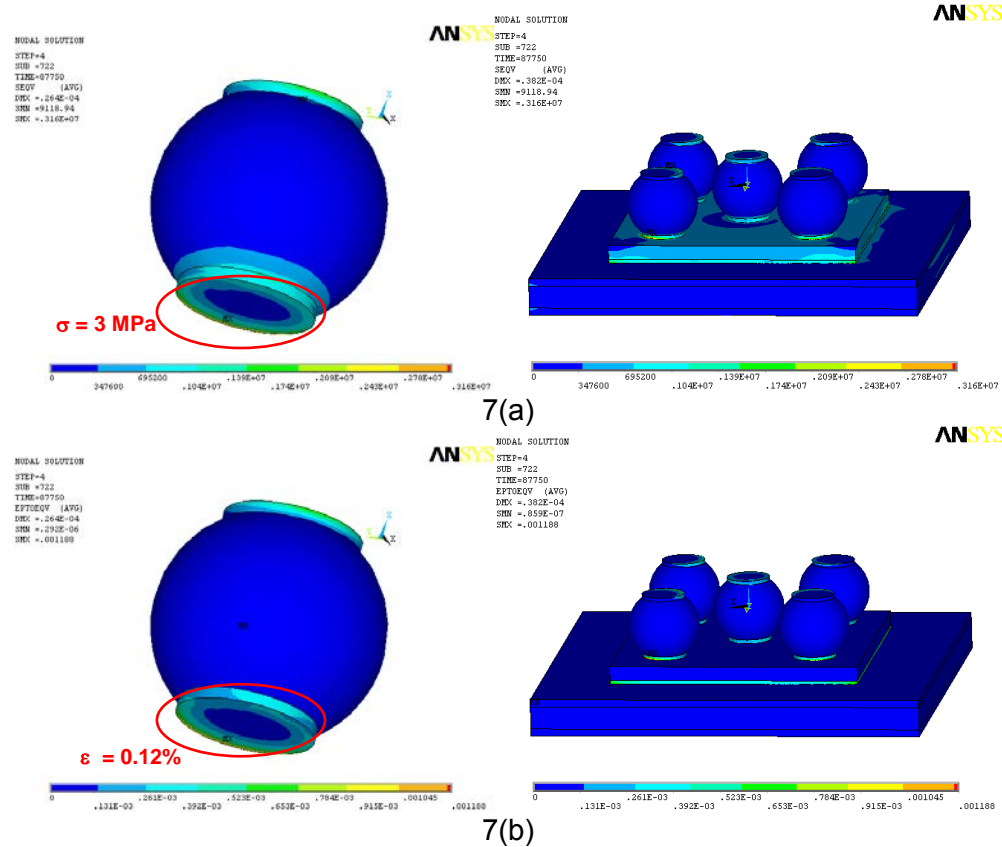 ANSYS
NODAL SOLUTION
STEP=4
SUB =722
TIME=87750
SEQV (AVG)
DMX =.264E-04
SMN =9118.94
SMX =.316E+07
MX
σ = 3 MPa
0 695200 .139E+07 .209E+07 .278E+07
347600 .104E+07 .174E+07 .243E+07 .316E+07
ANSYS
NODAL SOLUTION
STEP=4
SUB =722
TIME=87750
SEQV (AVG)
DMX =.382E-04
SMN =9118.94
SMX =.316E+07
0 695200 .139E+07 .209E+07 .278E+07
347600 .104E+07 .174E+07 .243E+07 .316E+07
7(a)
ANSYS
NODAL SOLUTION
STEP=4
SUB =722
TIME=87750
EPTOEQV (AVG)
DMX =.264E-04
SMN =.292E-06
SMX =.001188
MX
ε = 0.12%
0 .261E-03 .523E-03 .784E-03 .001045
.131E-03 .392E-03 .653E-03 .915E-03 .001188
ANSYS
NODAL SOLUTION
STEP=4
SUB =722
TIME=87750
EPTOEQV (AVG)
DMX =.382E-04
SMN =.859E-07
SMX =.001188
0 .261E-03 .523E-03 .784E-03 .001045
.131E-03 .392E-03 .653E-03 .915E-03 .001188
7(b)